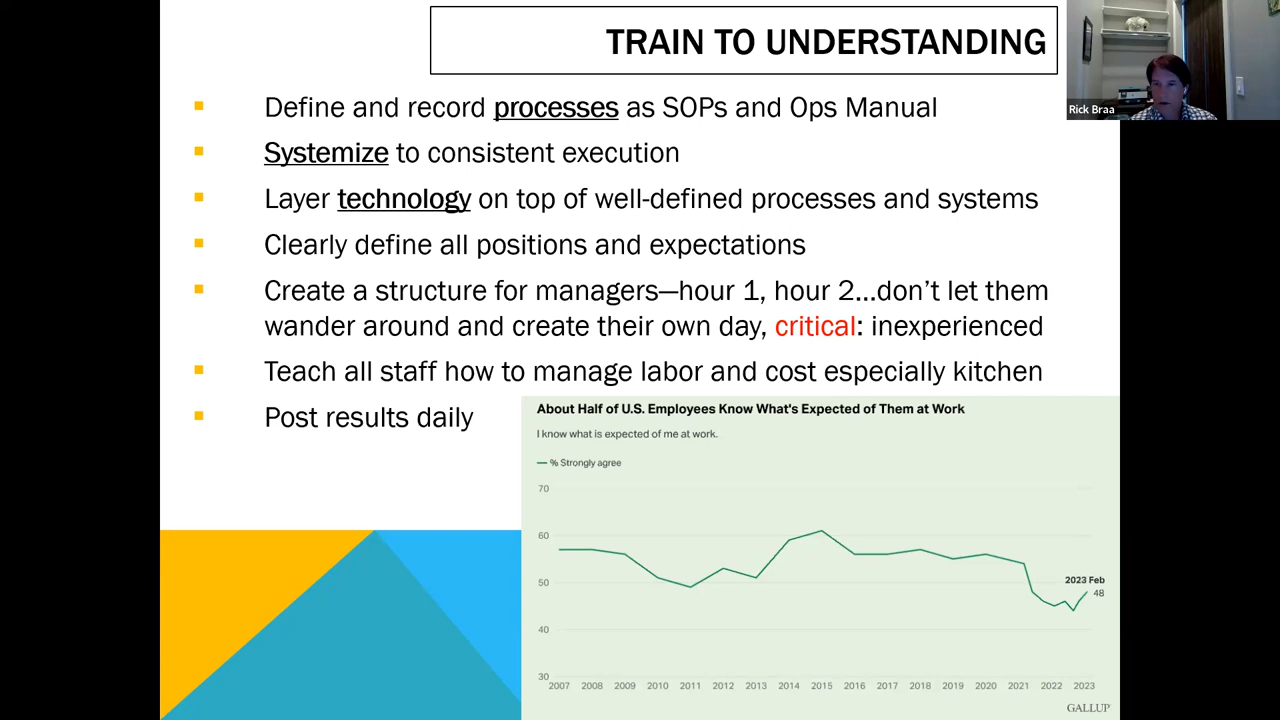 TRAIN TO UNDERSTANDING
Rick Braa
Define and record processes as SOPs and Ops Manual
Systemize to consistent execution
Layer technology on top of well-defined processes and systems
Clearly define all positions and expectations
Create a structure for managers—hour 1, hour 2…don’t let them
wander around and create their own day, critical: inexperienced
Teach all staff how to manage labor and cost especially kitchen
Post results daily
About Half of U.S. Employees Know What's Expected of Them at Work
I know what is expected of me at work.
% Strongly agree
70
60
50
40
30
2023 Feb
48
2007 2008 2009 2010 2011 2012 2013 2014 2015 2016 2017 2018 2019 2020 2021 2022 2023
GALLUP